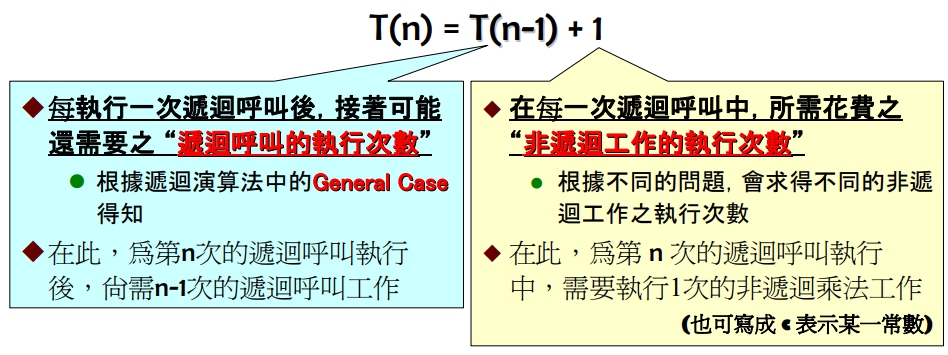 T(n) = T(n-1) + 1
◆每執行一次遞迴呼叫後, 接著可能
還需要之 “遞迴呼叫的執行次數”
● 根據遞迴演算法中的General Case
得知
◆在此，為第n次的遞迴呼叫執行
後，尚需n-1次的遞迴呼叫工作
◆ 在每一次遞迴呼叫中, 所需花費之
“非遞迴工作的執行次數”
● 根據不同的問題, 會求得不同的非遞
迴工作之執行次數
◆ 在此，為第 n 次的遞迴呼叫執行
中，需要執行1次的非遞迴乘法工作
(也可寫成 c 表示某一常數)